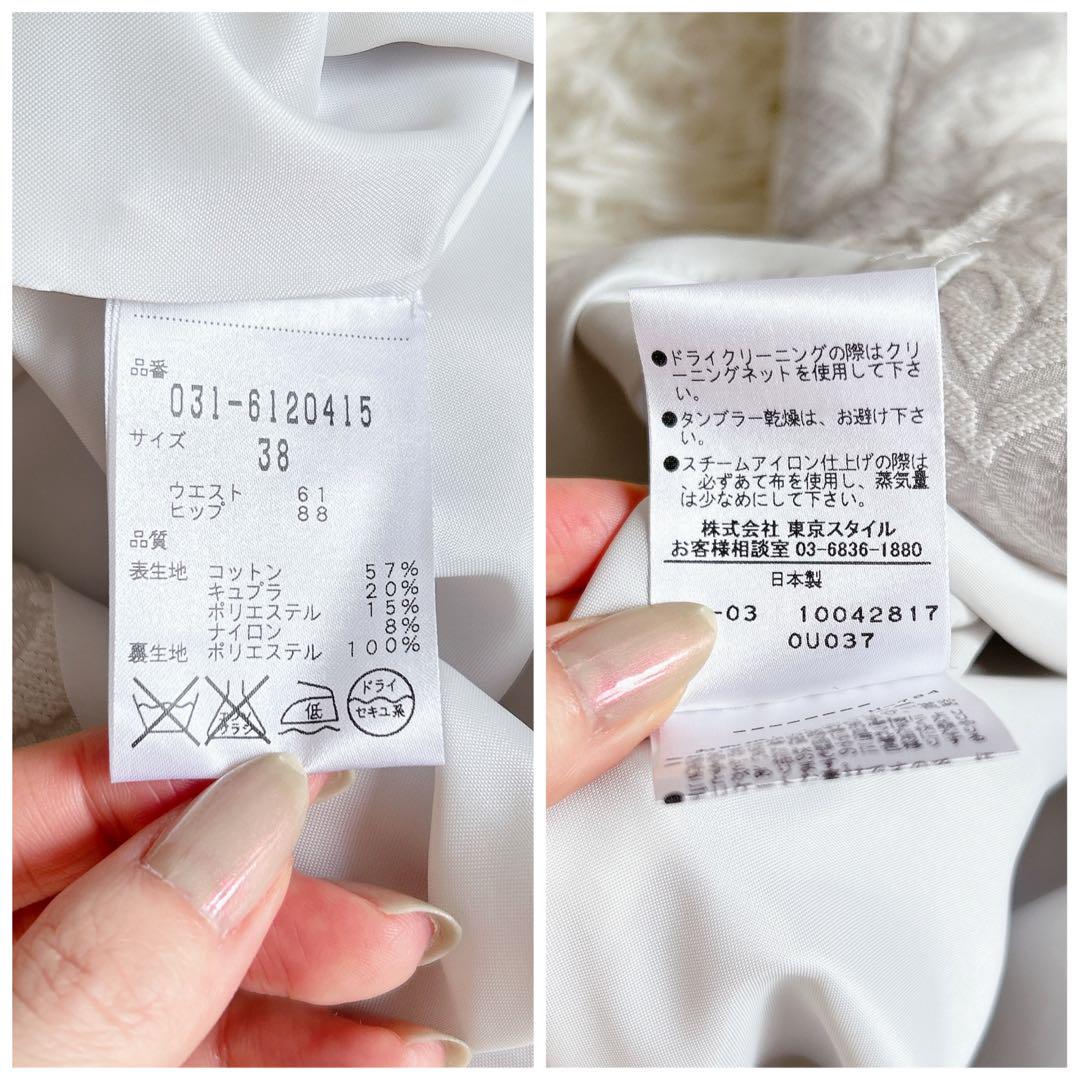 品番
031-6120415
サイズ
38
ウエスト 61
ヒップ 88
品質
表生地 コットン 57%
キュプラ 20%
ポリエステル 15%
ナイロン 8%
裏生地 ポリエステル 100%
低
ドライ
セキユ系
●ドライクリーニングの際はクリ
ーニングネットを使用して下さ
い。
●タンブラー乾燥は、お避け下さ
い。
●スチームアイロン仕上げの際は
、必ずあて布を使用し、蒸気量
は少なめにして下さい。
株式会社 東京スタイル
お客様相談室 03-6836-1880
日本製
-03 10042817
0U037